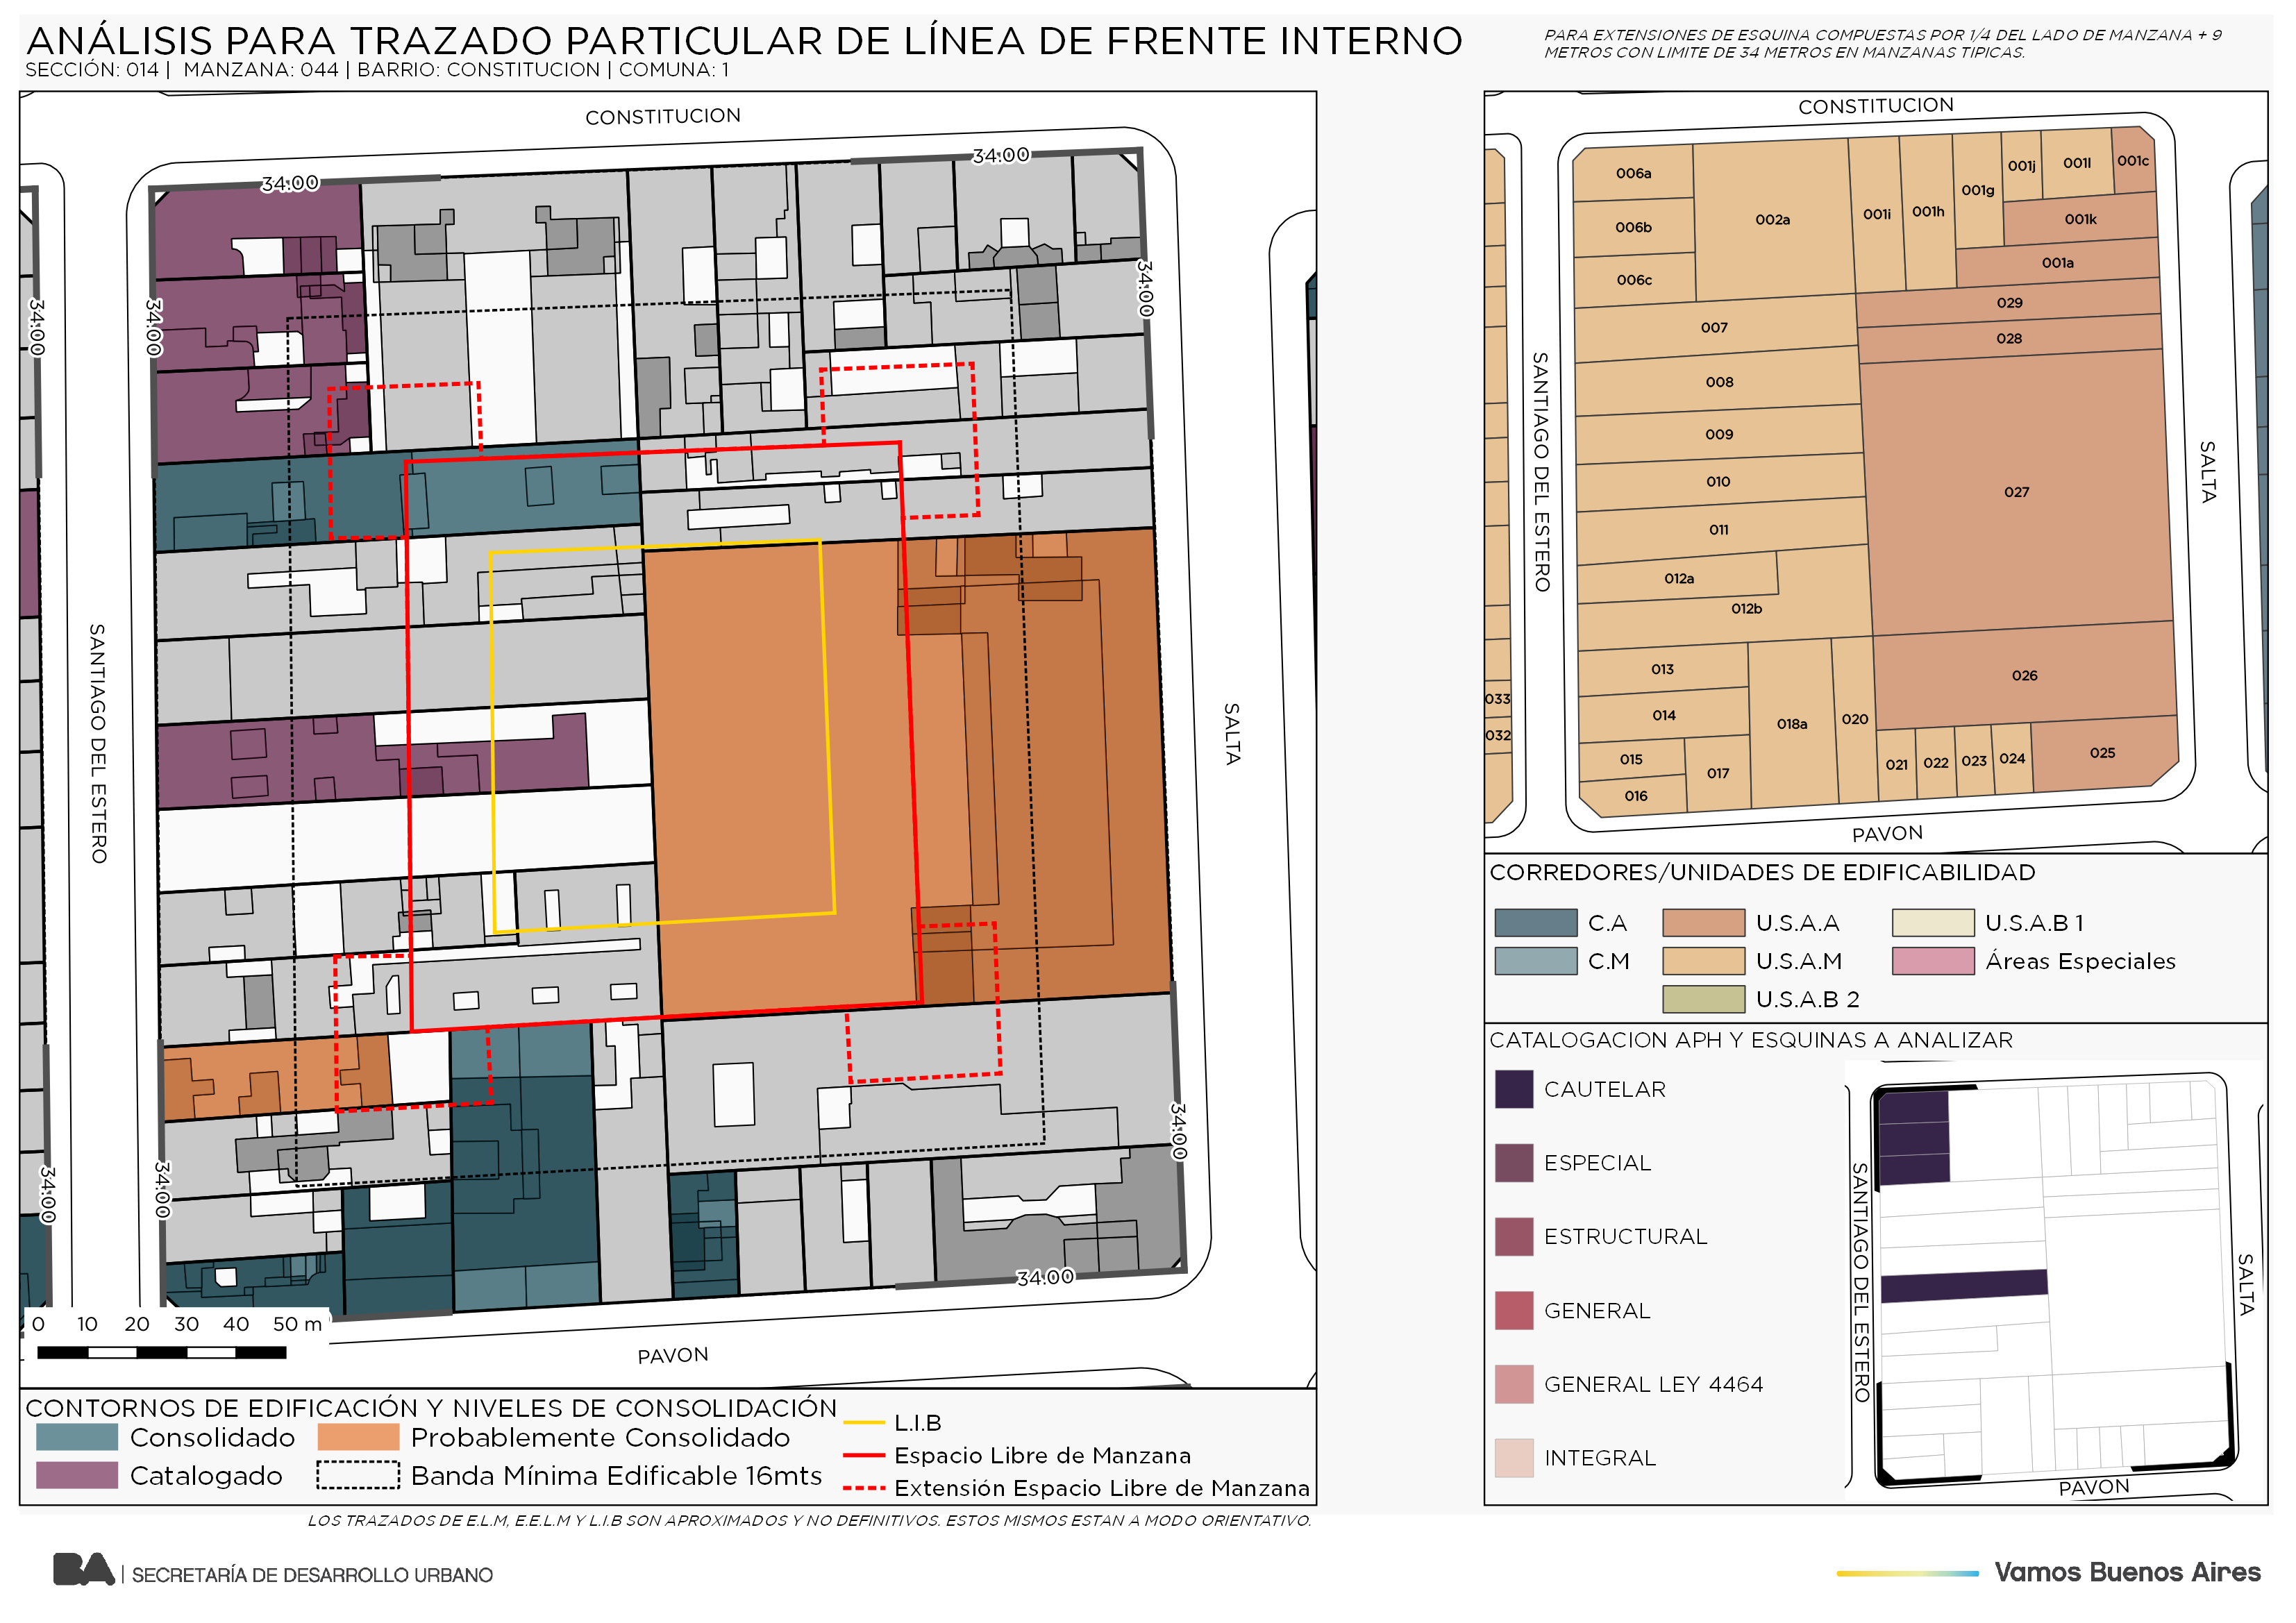 ANÁLISIS PARA TRAZADO PARTICULAR DE LÍNEA DE FRENTE INTERNO
SECCIÓN: 014 | MANZANA: 044 | BARRIO: CONSTITUCION | COMUNA: 1
PARA EXTENSIONES DE ESQUINA COMPUESTAS POR 1/4 DEL LADO DE MANZANA + 9
METROS CON LIMITE DE 34 METROS EN MANZANAS TIPICAS.
CONSTITUCION
34:00
34:00
34:00
34:00
34:00
SANTIAGO DEL ESTERO
SALTA
34:00
34:00
34:00
34:00
PAVON
0 10 20 30 40 50 m
CONTORNOS DE EDIFICACIÓN Y NIVELES DE CONSOLIDACIÓN
Consolidado
Probablemente Consolidado
Catalogado
Banda Mínima Edificable 16mts
L.I.B
Espacio Libre de Manzana
Extensión Espacio Libre de Manzana
LOS TRAZADOS DE E.L.M, E.E.L.M Y L.I.B SON APROXIMADOS Y NO DEFINITIVOS. ESTOS MISMOS ESTAN A MODO ORIENTATIVO.
CONSTITUCION
006a
002a
001i
001h
001g
001j
001l
001c
006b
001k
006c
001a
029
007
028
008
009
010
027
011
012a
012b
013
026
014
018a
020
015
017
021
022
023
024
025
016
033
032
SANTIAGO DEL ESTERO
SALTA
PAVON
CORREDORES/UNIDADES DE EDIFICABILIDAD
C.A
U.S.A.A
U.S.A.B 1
C.M
U.S.A.M
Áreas Especiales
U.S.A.B 2
CATALOGACION APH Y ESQUINAS A ANALIZAR
CAUTELAR
ESPECIAL
ESTRUCTURAL
GENERAL
GENERAL LEY 4464
INTEGRAL
SANTIAGO DEL ESTERO
SALTA
PAVON
BA | SECRETARÍA DE DESARROLLO URBANO
Vamos Buenos Aires